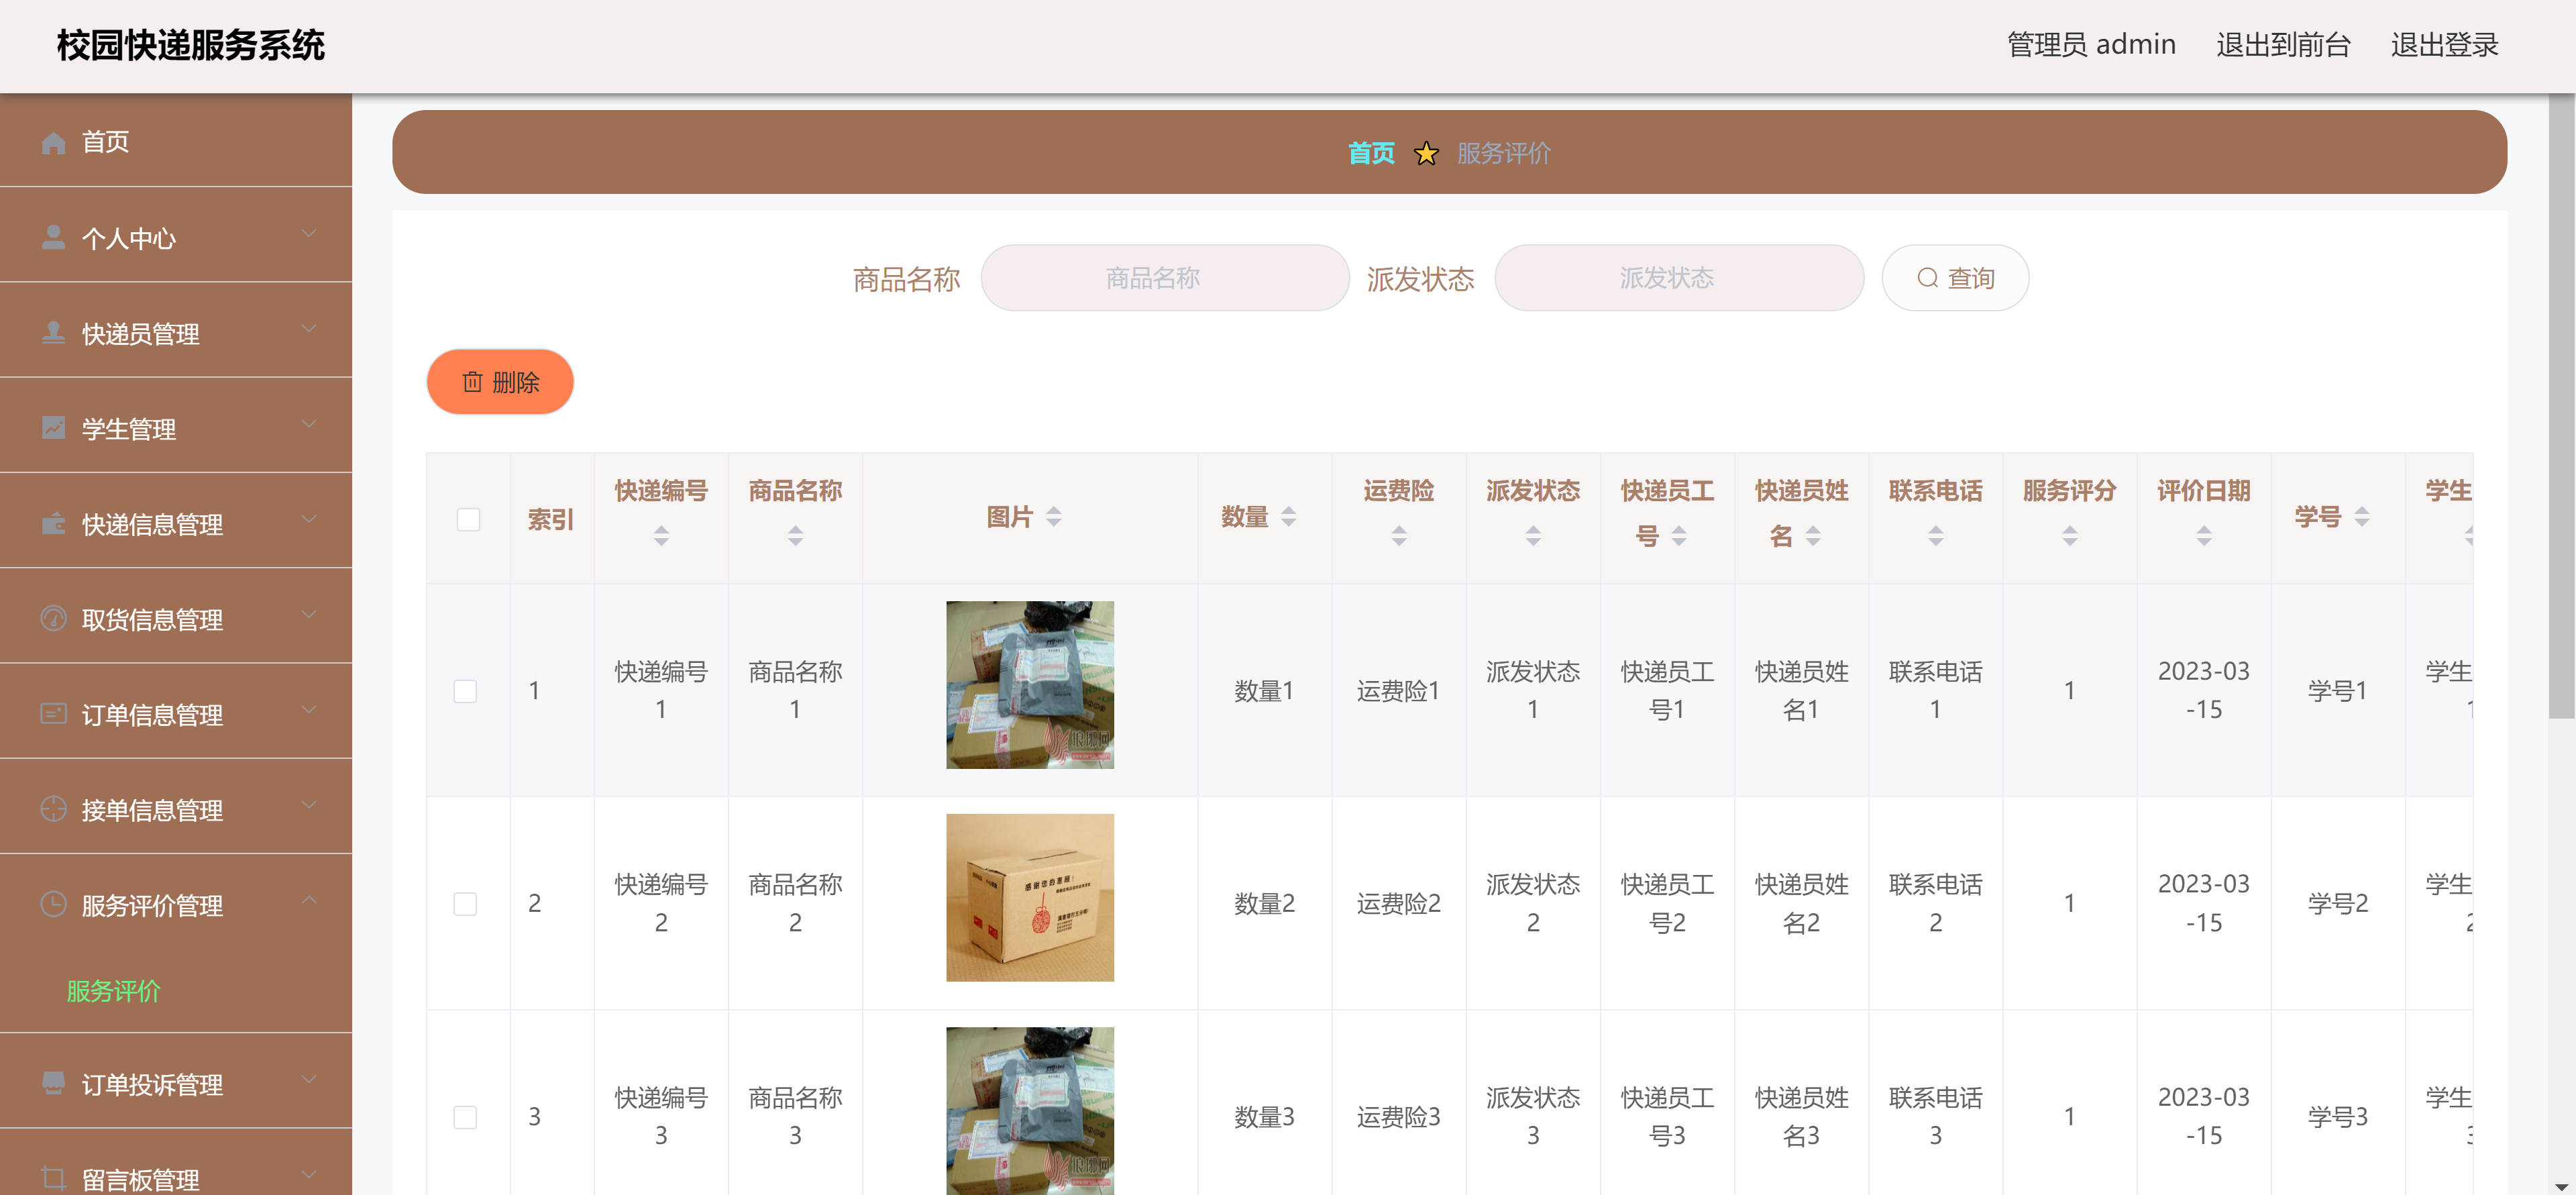 校园快递服务系统
管理员 admin 退出到前台 退出登录
首页
个人中心
快递员管理
学生管理
快递信息管理
取货信息管理
订单信息管理
接单信息管理
服务评价管理
服务评价
订单投诉管理
留言板管理
首页 服务评价
商品名称 商品名称 派发状态 派发状态 查询
删除
索引 快递编号 商品名称 图片 数量 运费险 派发状态 快递员工号 快递员姓名 联系电话 服务评分 评价日期 学号 学生
1 快递编号1 商品名称1 数量1 运费险1 派发状态1 快递员工号1 快递员姓名1 联系电话1 1 2023-03-15 学号1 学生1
2 快递编号2 商品名称2 感谢您的惠顾: 数量2 运费险2 派发状态2 快递员工号2 快递员姓名2 联系电话2 1 2023-03-15 学号2 学生2
3 快递编号3 商品名称3 数量3 运费险3 派发状态3 快递员工号3 快递员姓名3 联系电话3 1 2023-03-15 学号3 学生3